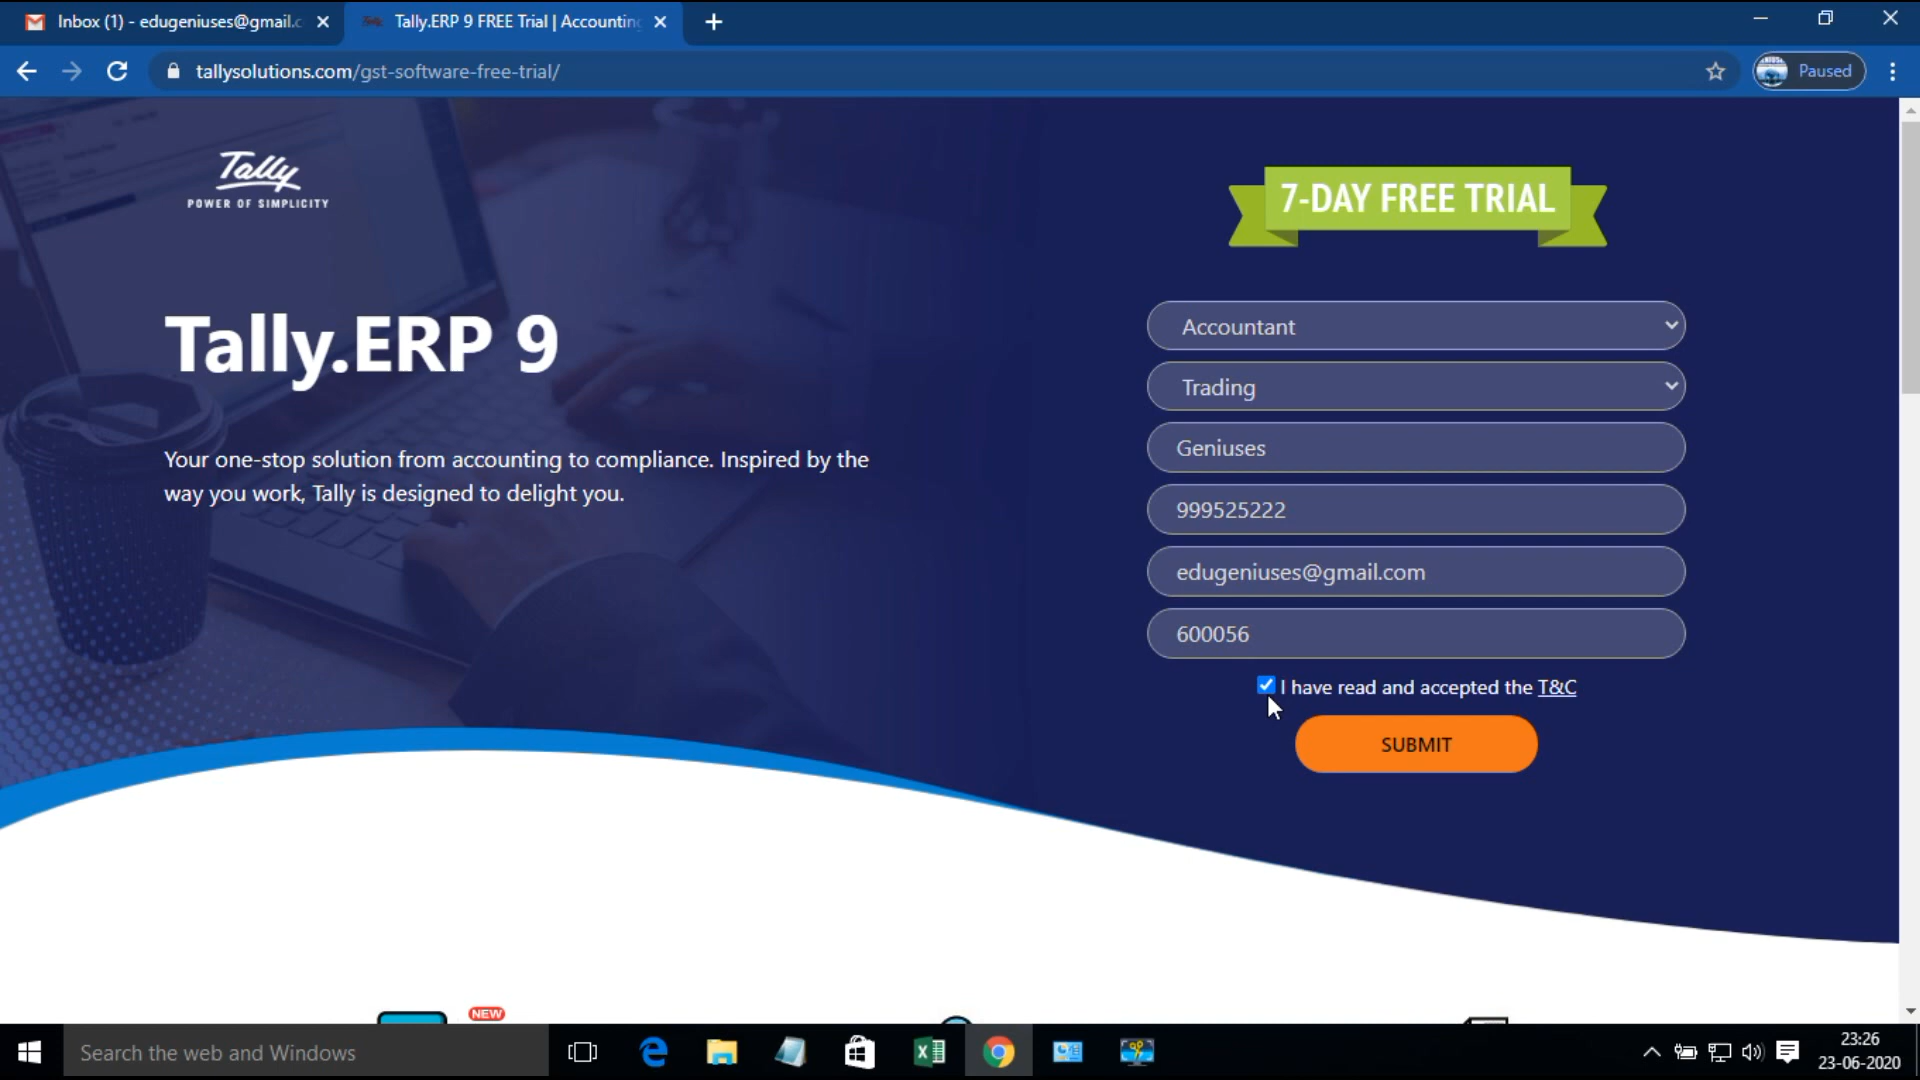 Inbox (1) - edugeniuses@gmail.c
Tally.ERP 9 FREE Trial | Accounting
tallysolutions.com/gst-software-free-trial/
Paused
Tally
POWER OF SIMPLICITY
7-DAY FREE TRIAL
Tally.ERP 9
Your one-stop solution from accounting to compliance. Inspired by the
way you work, Tally is designed to delight you.
Accountant
Trading
Geniuses
999525222
edugeniuses@gmail.com
600056
I have read and accepted the T&C
SUBMIT
NEW
Search the web and Windows
23:26
23-06-2020